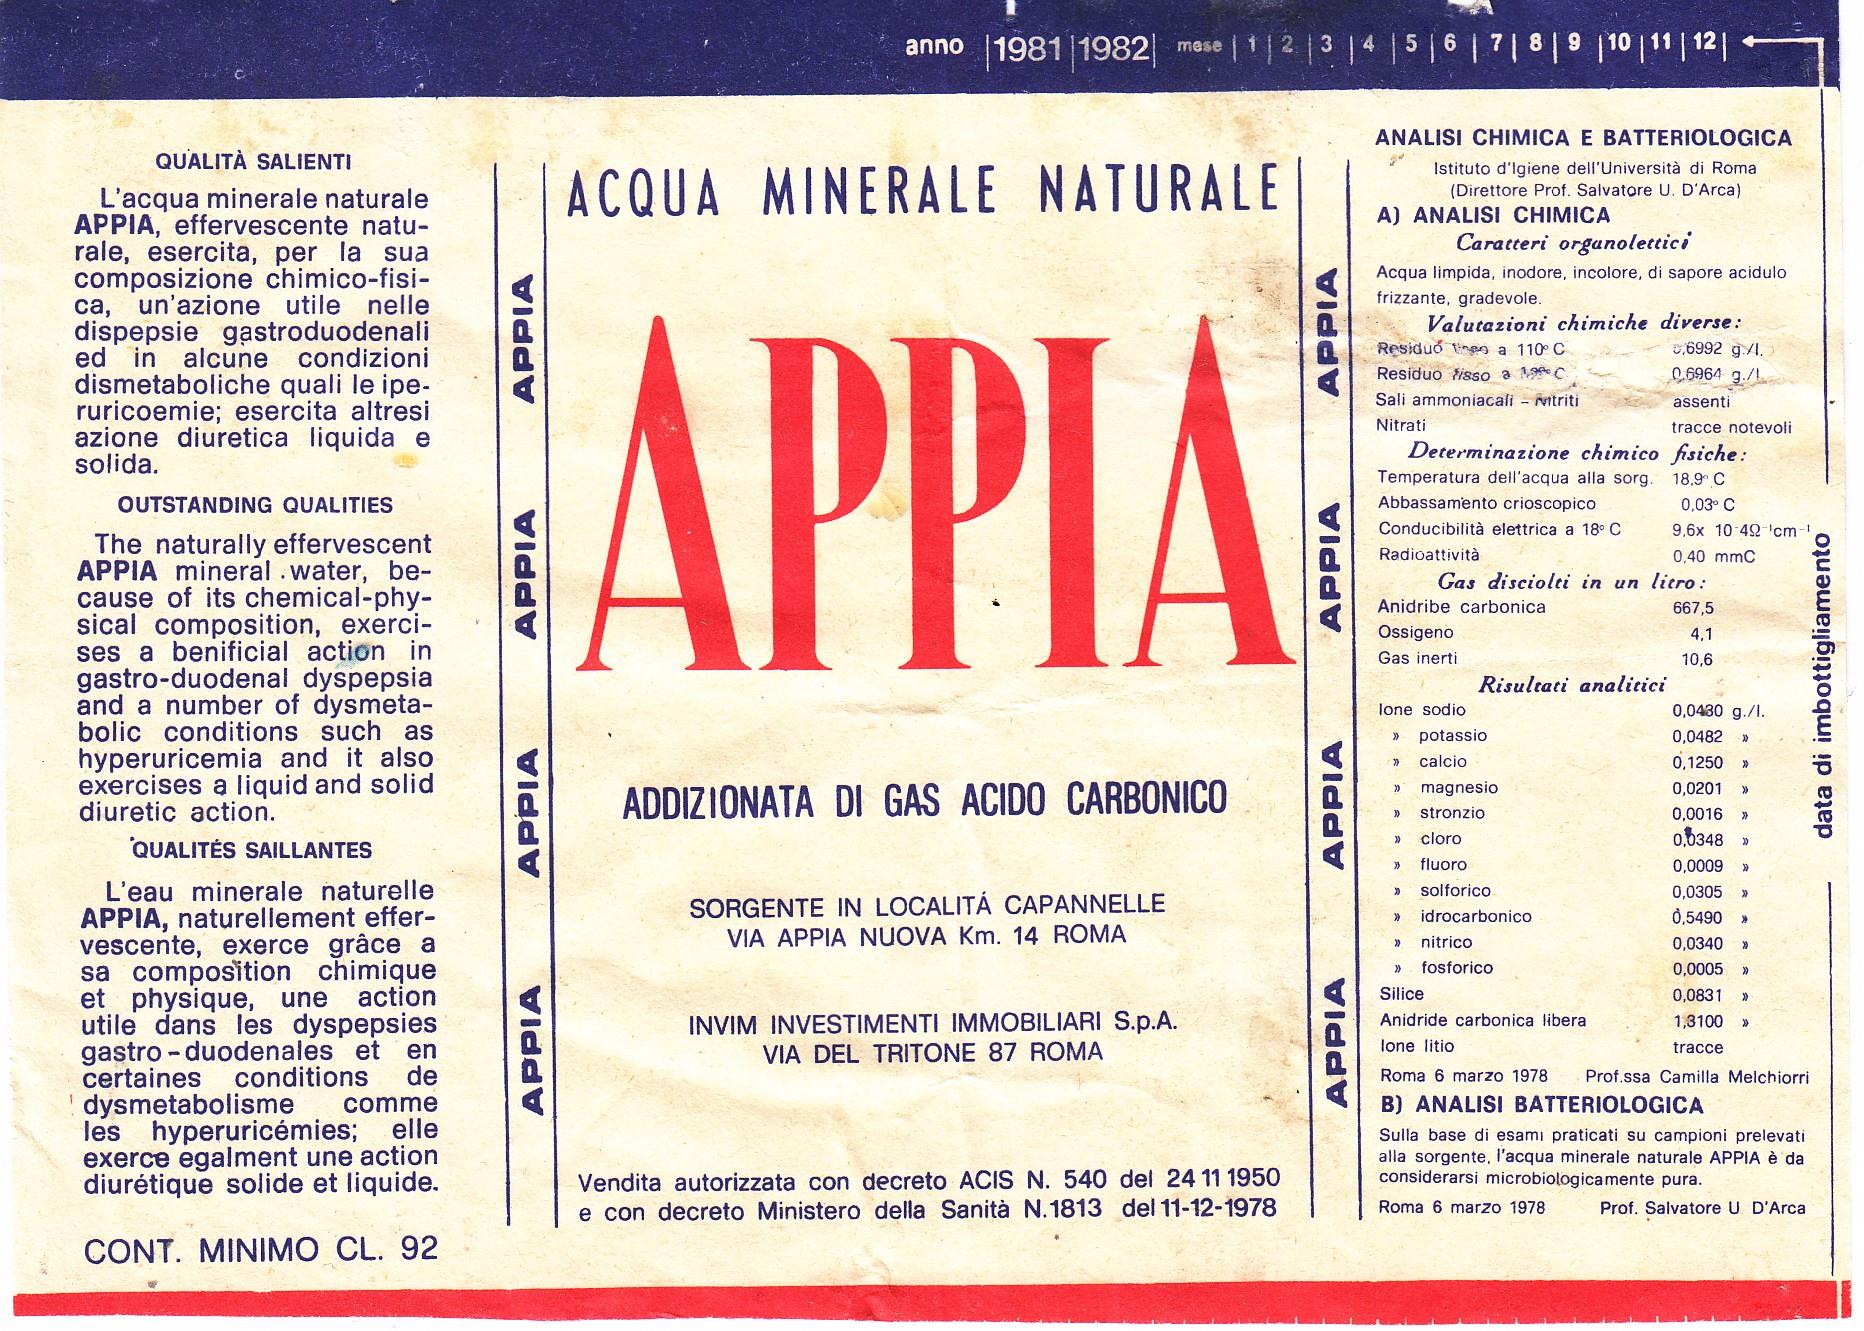 anno |1981|1982| mese |1|2|3|4|5|6|7|8|9|10|11|12|
data di imbottigliamento
QUALITÀ SALIENTI
L'acqua minerale naturale
APPIA, effervescente natu-
rale, esercita, per la sua
composizione chimico-fisi-
ca, un'azione utile nelle
dispepsie gastroduodenali
ed in alcune condizioni
dismetaboliche quali le ipe-
ruricoemie; esercita altresi
azione diuretica liquida e
solida.
OUTSTANDING QUALITIES
The naturally effervescent
APPIA mineral water, be-
cause of its chemical-phy-
sical composition, exerci-
ses a benificial action in
gastro-duodenal dyspepsia
and a number of dysmeta-
bolic conditions such as
hyperuricemia and it also
exercises a liquid and solid
diuretic action.
QUALITÉS SAILLANTES
L'eau minerale naturelle
APPIA, naturellement effer-
vescente, exerce grâce a
sa composition chimique
et physique, une action
utile dans les dyspepsies
gastro-duodenales et en
certaines conditions de
dysmetabolisme comme
les hyperuricémies; elle
exerce egalment une action
diurétique solide et liquide.
CONT. MINIMO CL. 92
APPIA
APPIA
APPIA
APPIA
ACQUA MINERALE NATURALE
APPIA
ADDIZIONATA DI GAS ACIDO CARBONICO
SORGENTE IN LOCALITÁ CAPANNELLE
VIA APPIA NUOVA Km. 14 ROMA
INVIM INVESTIMENTI IMMOBILIARI S.p.A.
VIA DEL TRITONE 87 ROMA
Vendita autorizzata con decreto ACIS N. 540 del 24 11 1950
e con decreto Ministero della Sanità N.1813 del 11-12-1978
APPIA
APPIA
APPIA
APPIA
ANALISI CHIMICA E BATTERIOLOGICA
Istituto d'Igiene dell'Università di Roma
(Direttore Prof. Salvatore U. D'Arca)
A) ANALISI CHIMICA
Caratteri organolettici
Acqua limpida, inodore, incolore, di sapore acidulo
frizzante, gradevole.
Valutazioni chimiche diverse:
Residuo fisso a 110° C 0,6992 g./l.
Residuo fisso a C 0,6964 g./l.
Sali ammoniacali - nitriti assenti
Nitrati tracce notevoli
Determinazione chimico fisiche:
Temperatura dell'acqua alla sorg. 18,9° C
Abbassamento crioscopico 0,03° C
Conducibilità elettrica a 18° C 9,6x 10-4Ω⁻¹cm⁻¹
Radioattività 0,40 mmC
Gas disciolti in un litro:
Anidribe carbonica 667,5
Ossigeno 4,1
Gas inerti 10,6
Risultati analitici
Ione sodio 0,0430 g./l.
» potassio 0,0482 »
» calcio 0,1250 »
» magnesio 0,0201 »
» stronzio 0,0016 »
» cloro 0,0348 »
» fluoro 0,0009 »
» solforico 0,0305 »
» idrocarbonico 0,5490 »
» nitrico 0,0340 »
» fosforico 0,0005 »
Silice 0,0831 »
Anidride carbonica libera 1,3100 »
Ione litio tracce
Roma 6 marzo 1978 Prof.ssa Camilla Melchiorri
B) ANALISI BATTERIOLOGICA
Sulla base di esami praticati su campioni prelevati
alla sorgente, l'acqua minerale naturale APPIA è da
considerarsi microbiologicamente pura.
Roma 6 marzo 1978 Prof. Salvatore U D'Arca